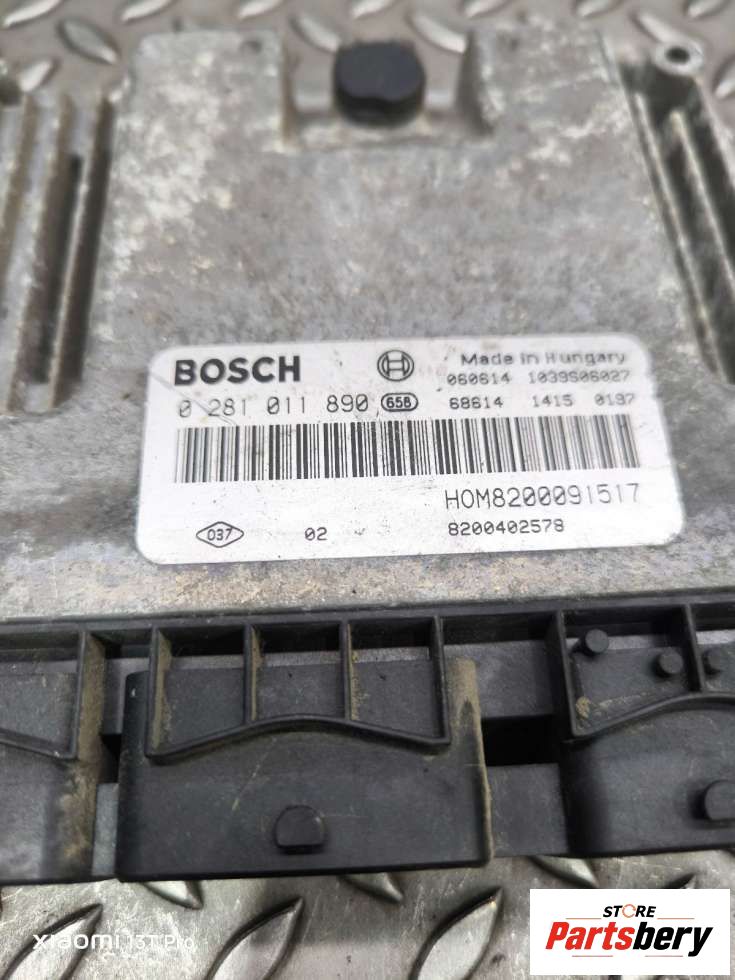 BOSCH
Made in Hungary
060614 1039S06027
0 281 011 890 658 68614 1415 0197
HOM8200091517
037 02 8200402578
xiaomi 13T Pro
STORE
Partsbery